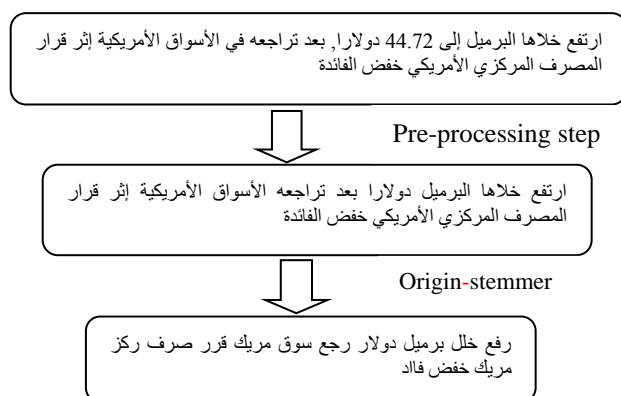 ارتفع خلاها البرميل إلى 44.72 دولارا, بعد تراجعه في الأسواق الأمريكية إثر قرار
المصرف المركزي الأمريكي خفض الفائدة
Pre-processing step
ارتفع خلاها البرميل دولارا بعد تراجعه الأسواق الأمريكية إثر قرار
المصرف المركزي الأمريكي خفض الفائدة
Origin-stemmer
رفع خلل برميل دولار رجع سوق مريك قرر صرف ركز
مريك خفض فااد